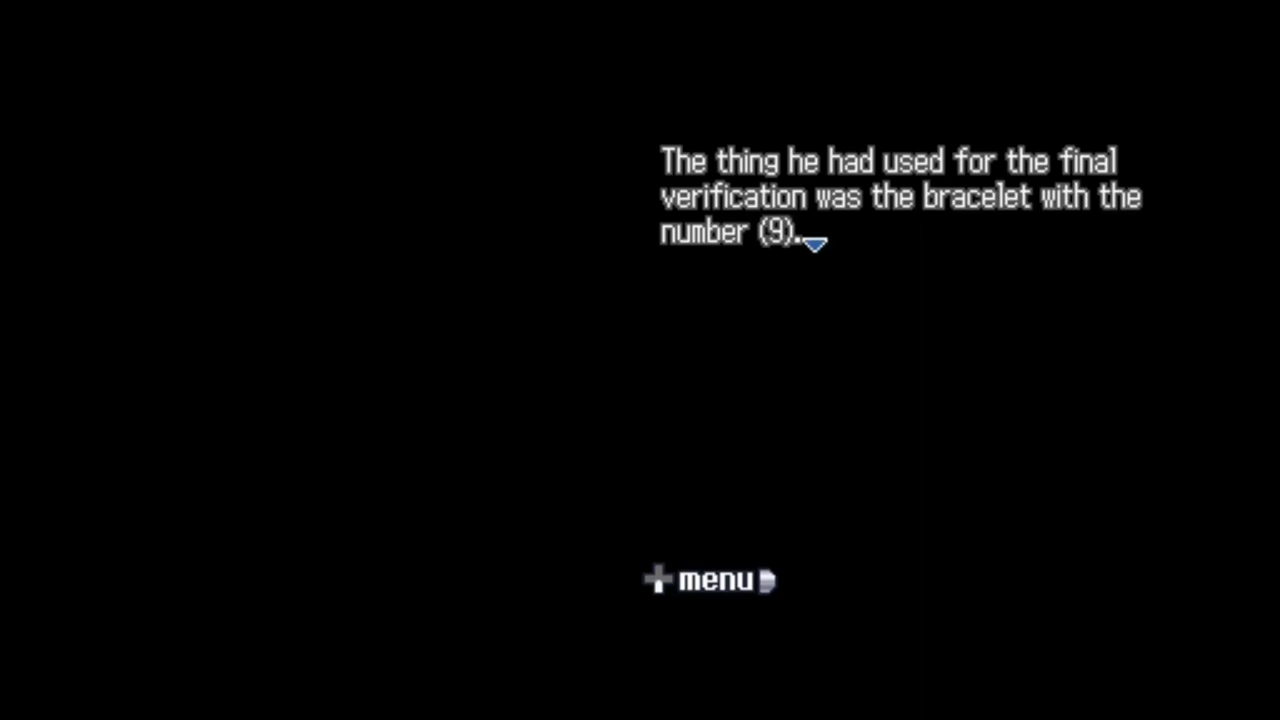 The thing he had used for the final
verification was the bracelet with the
number (9).
menu